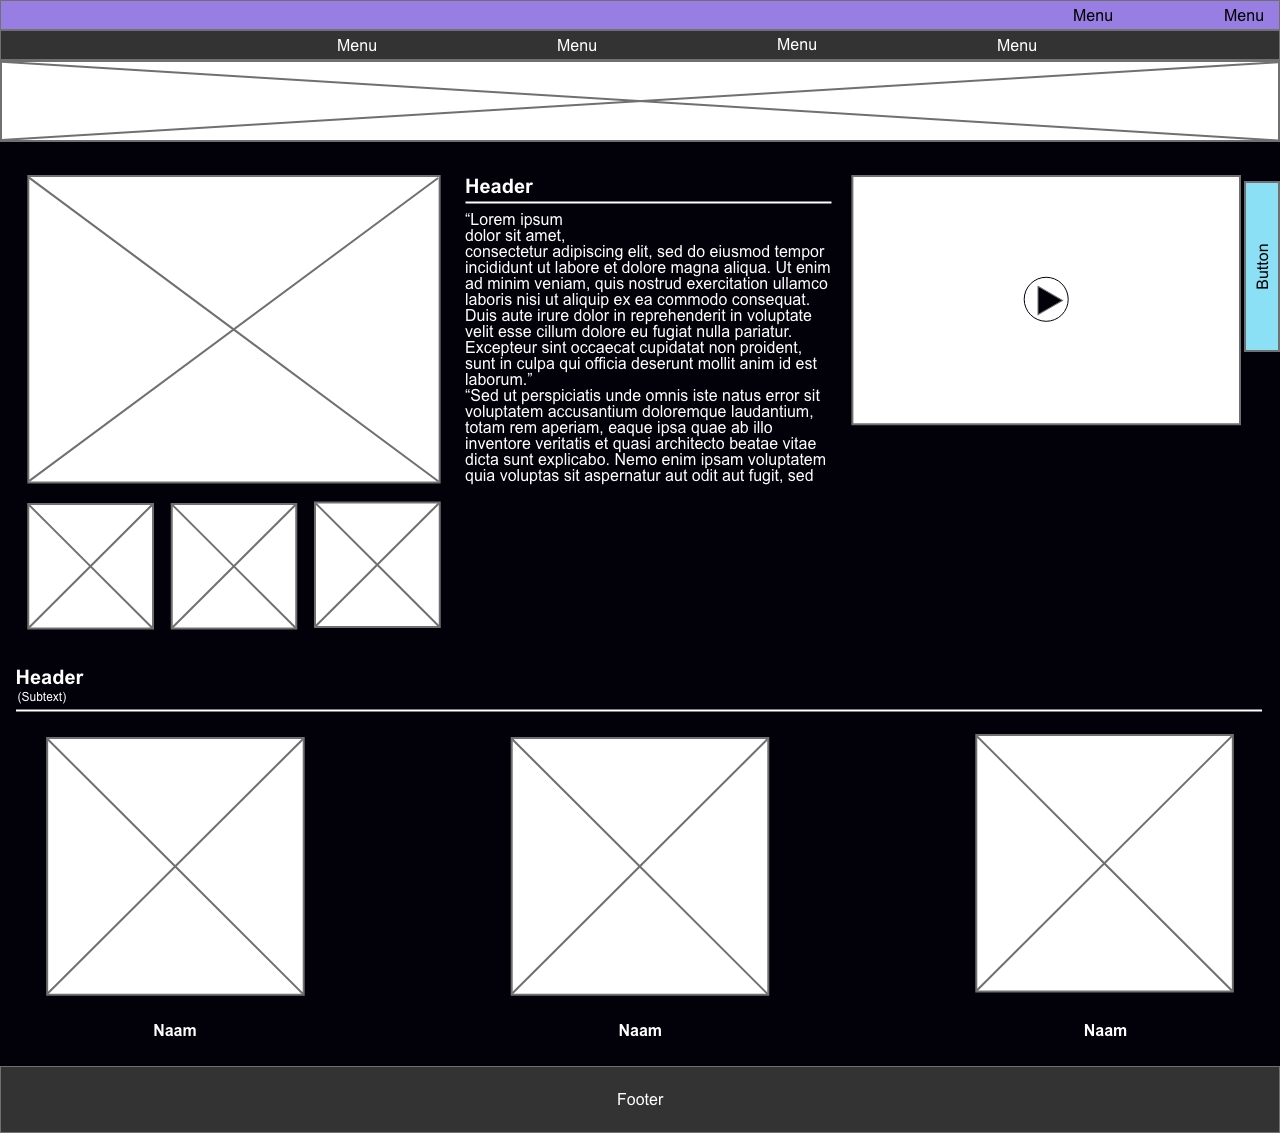 Menu
Menu
Menu
Menu
Menu
Menu
Header
“Lorem ipsum
dolor sit amet,
consectetur adipiscing elit, sed do eiusmod tempor
incididunt ut labore et dolore magna aliqua. Ut enim
ad minim veniam, quis nostrud exercitation ullamco
laboris nisi ut aliquip ex ea commodo consequat.
Duis aute irure dolor in reprehenderit in voluptate
velit esse cillum dolore eu fugiat nulla pariatur.
Excepteur sint occaecat cupidatat non proident,
sunt in culpa qui officia deserunt mollit anim id est
laborum.”
“Sed ut perspiciatis unde omnis iste natus error sit
voluptatem accusantium doloremque laudantium,
totam rem aperiam, eaque ipsa quae ab illo
inventore veritatis et quasi architecto beatae vitae
dicta sunt explicabo. Nemo enim ipsam voluptatem
quia voluptas sit aspernatur aut odit aut fugit, sed
Button
Header
(Subtext)
Naam
Naam
Naam
Footer